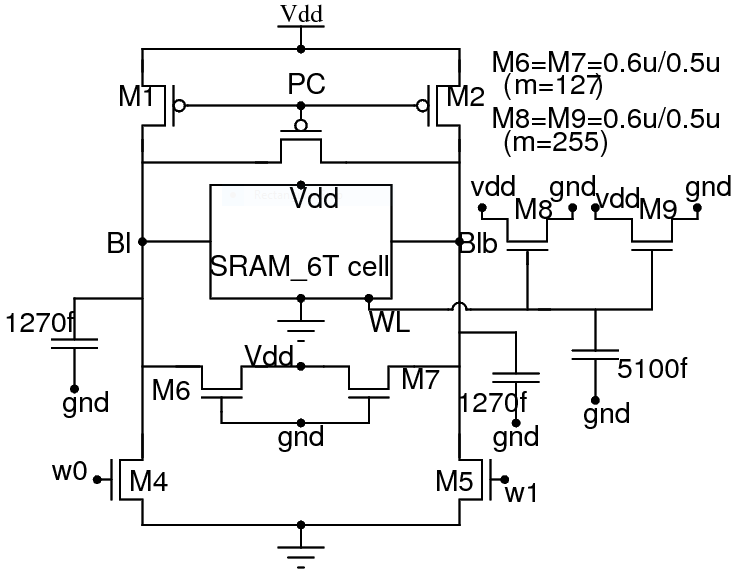 Vdd
M6=M7=0.6u/0.5u
(m=127)
M1
PC
M2
M8=M9=0.6u/0.5u
(m=255)
vdd
gnd
vdd
gnd
Vdd
M8
M9
Bl
Blb
SRAM_6T cell
1270f
WL
Vdd
5100f
M6
M7
gnd
1270f
gnd
gnd
gnd
w0
M4
M5
w1